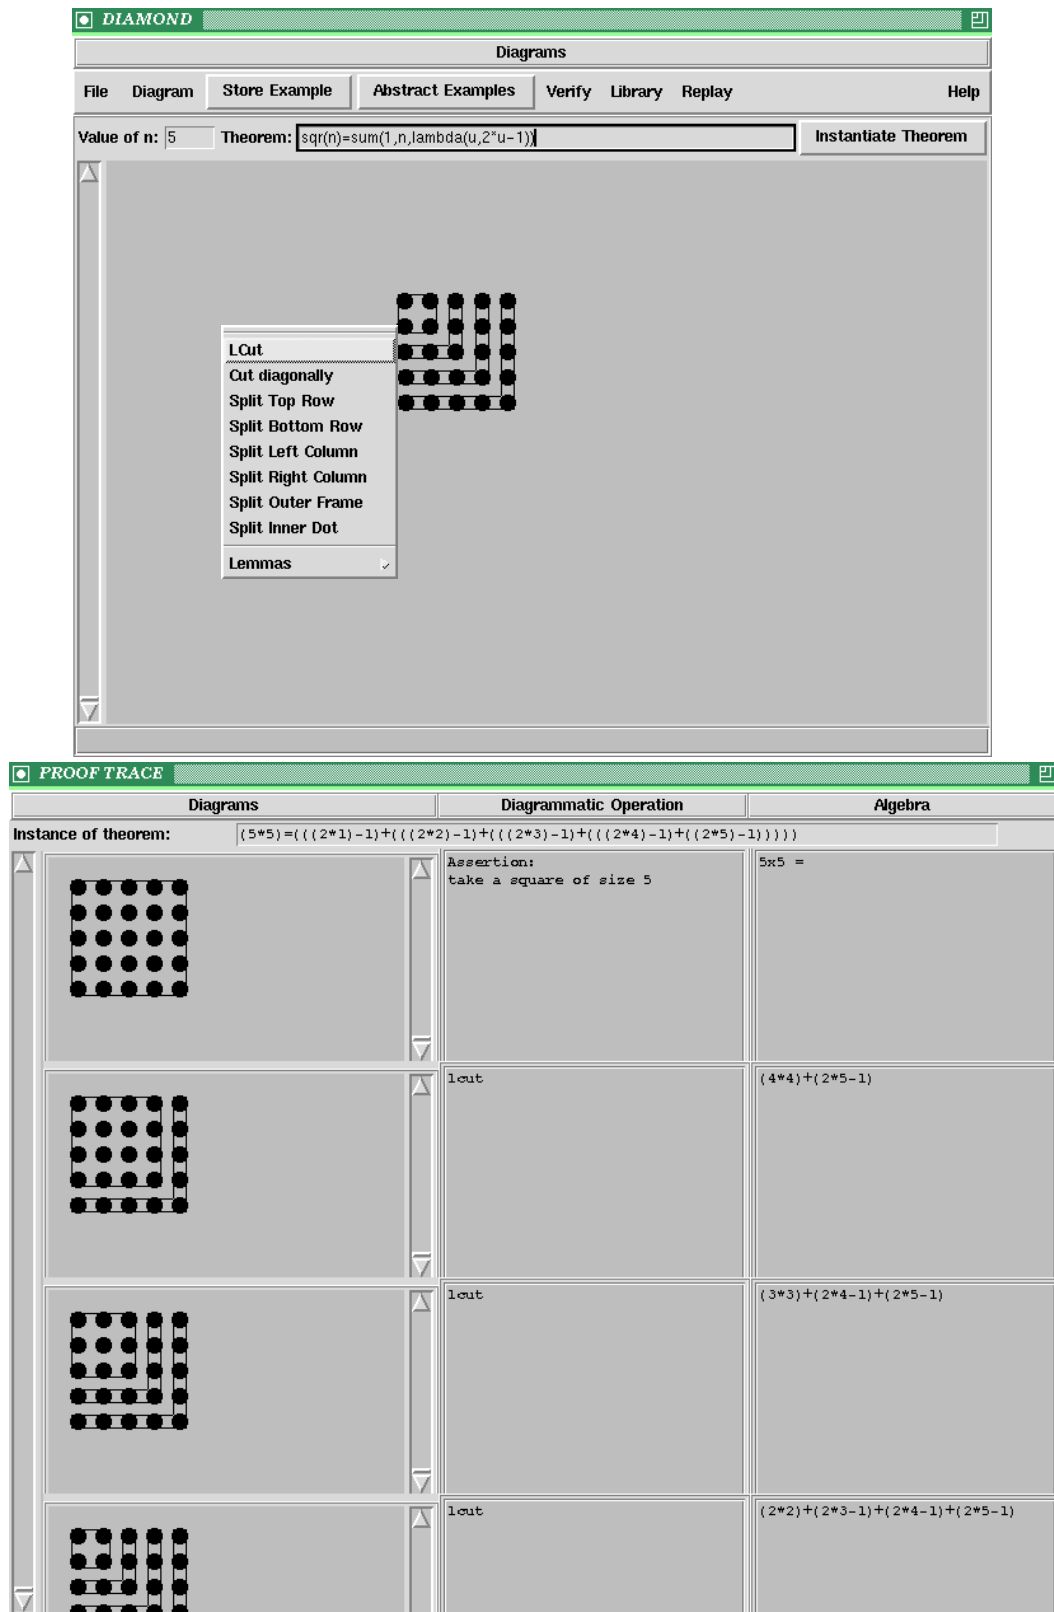 DIAMOND
Diagrams
File Diagram Store Example Abstract Examples Verify Library Replay Help
Value of n: 5 Theorem: sqr(n)=sum(1,n,lambda(u,2*u-1)) Instantiate Theorem
LCut
Cut diagonally
Split Top Row
Split Bottom Row
Split Left Column
Split Right Column
Split Outer Frame
Split Inner Dot
Lemmas
PROOF TRACE
Diagrams Diagrammatic Operation Algebra
Instance of theorem: (5*5)=(((2*1)-1)+(((2*2)-1)+(((2*3)-1)+(((2*4)-1)+((2*5)-1)))))
Assertion: 5x5 =
take a square of size 5
lcut (4*4)+(2*5-1)
lcut (3*3)+(2*4-1)+(2*5-1)
lcut (2*2)+(2*3-1)+(2*4-1)+(2*5-1)